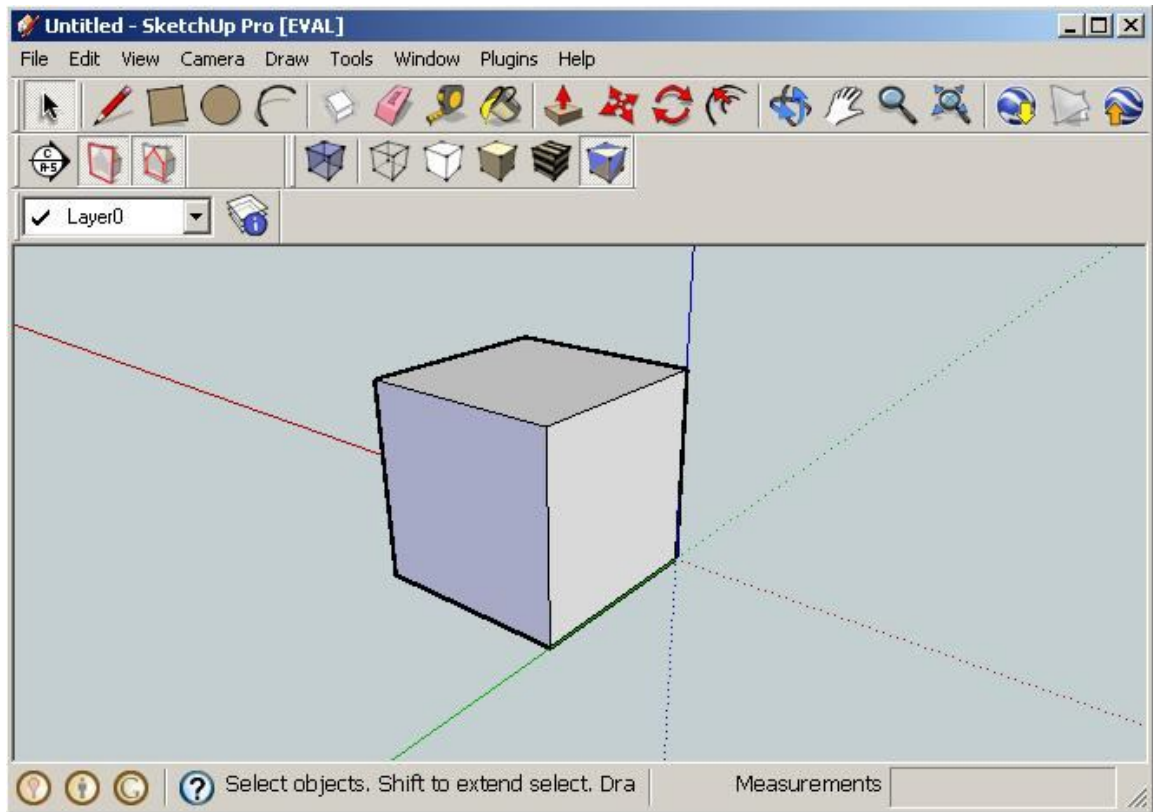 Untitled - SketchUp Pro [EVAL]
File Edit View Camera Draw Tools Window Plugins Help
C
A-5
Layer0
Select objects. Shift to extend select. Dra
Measurements